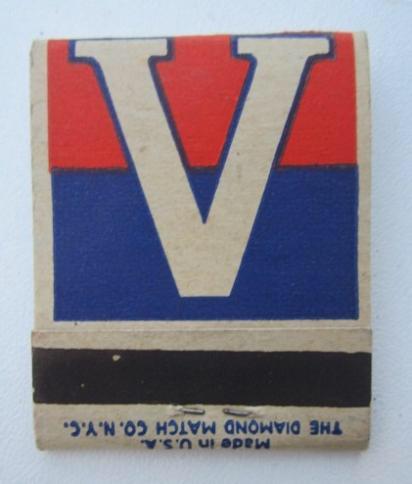 V
Made in U.S.A.
THE DIAMOND MATCH CO. N.Y.C.